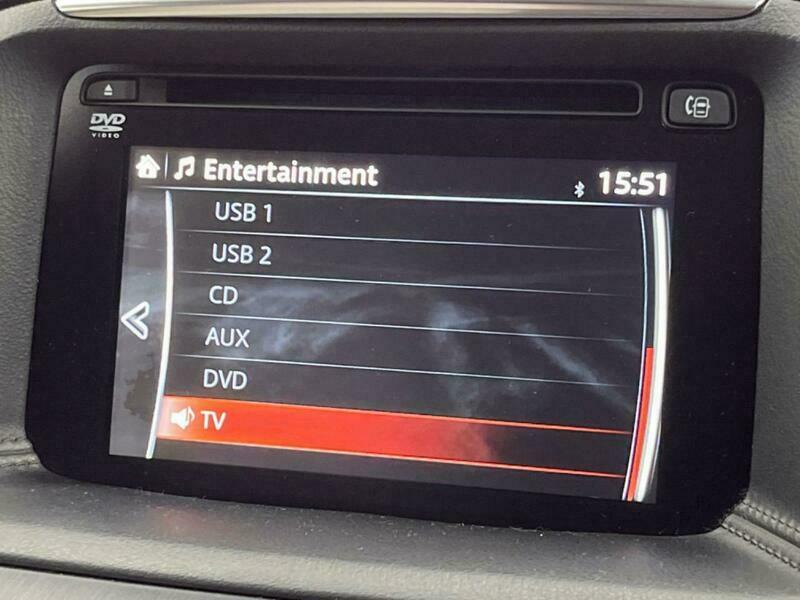 DVD
VIDEO
Entertainment
15:51
USB 1
USB 2
CD
AUX
DVD
TV